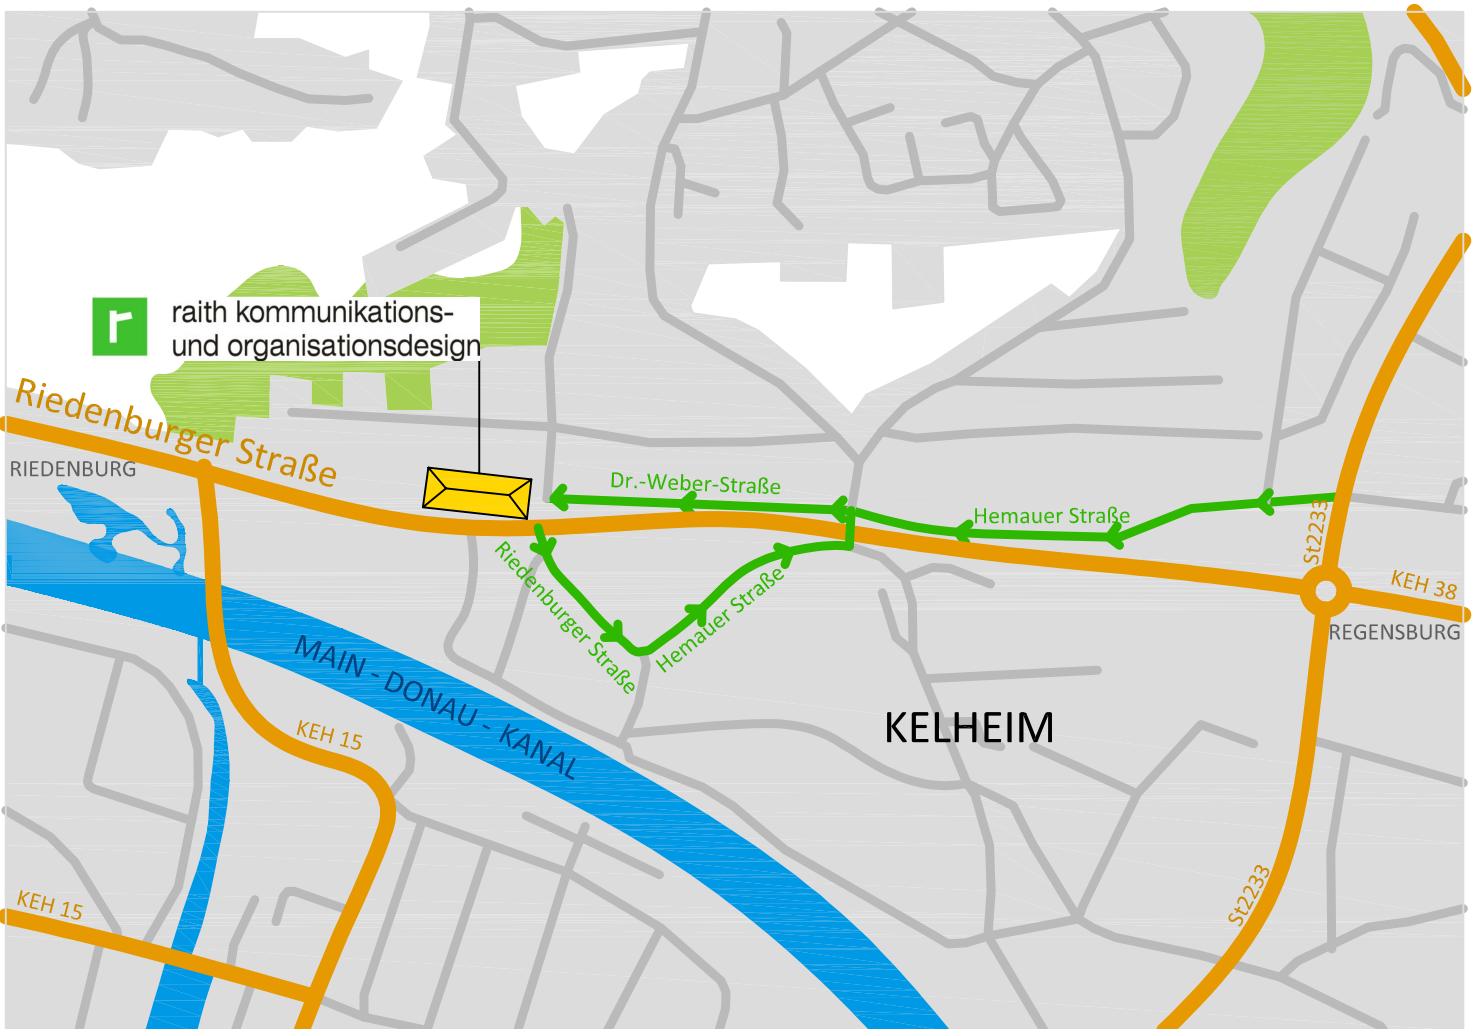 raith kommunikations-
und organisationsdesign
Riedenburger Straße
RIEDENBURG
Dr.-Weber-Straße
Hemauer Straße
St2233
Riedenburger Straße
Hemauer Straße
KEH 38
REGENSBURG
MAIN - DONAU - KANAL
KELHEIM
KEH 15
KEH 15
St2233